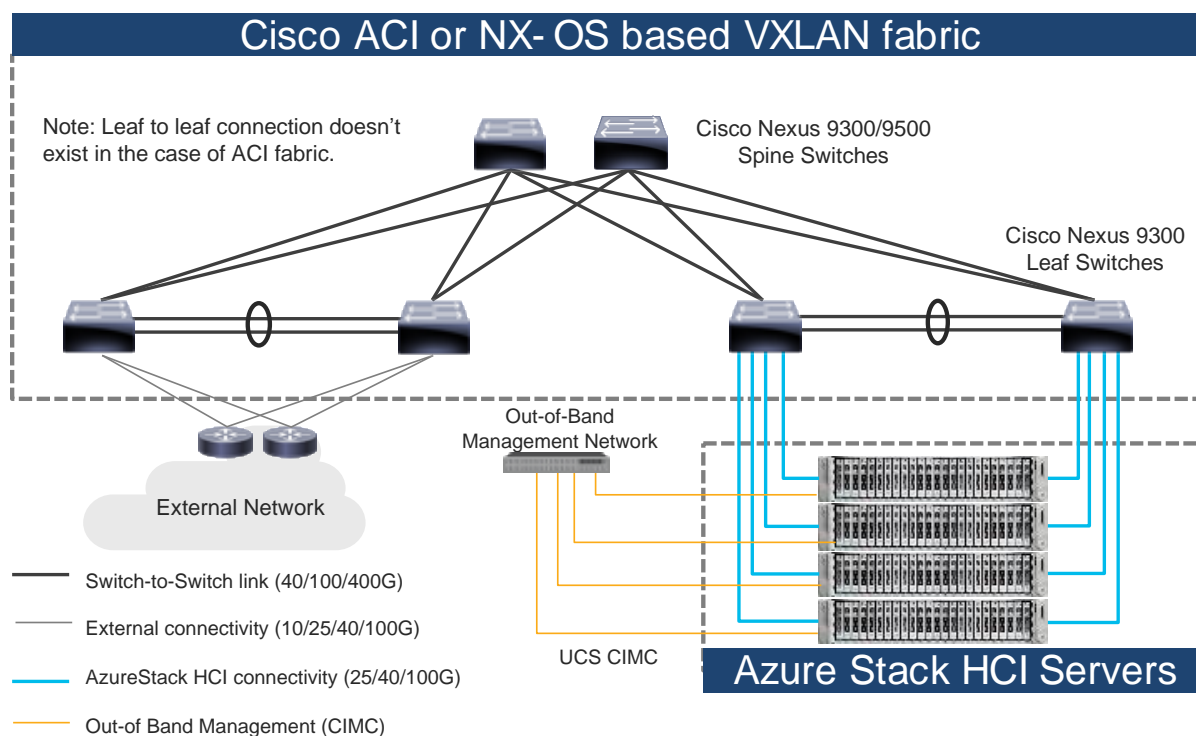 Cisco ACI or NX- OS based VXLAN fabric
Note: Leaf to leaf connection doesn't
exist in the case of ACI fabric.
Cisco Nexus 9300/9500
Spine Switches
Cisco Nexus 9300
Leaf Switches
Out-of-Band
Management Network
External Network
Switch-to-Switch link (40/100/400G)
External connectivity (10/25/40/100G)
UCS CIMC
AzureStack HCI connectivity (25/40/100G)
Azure Stack HCI Servers
Out-of Band Management (CIMC)